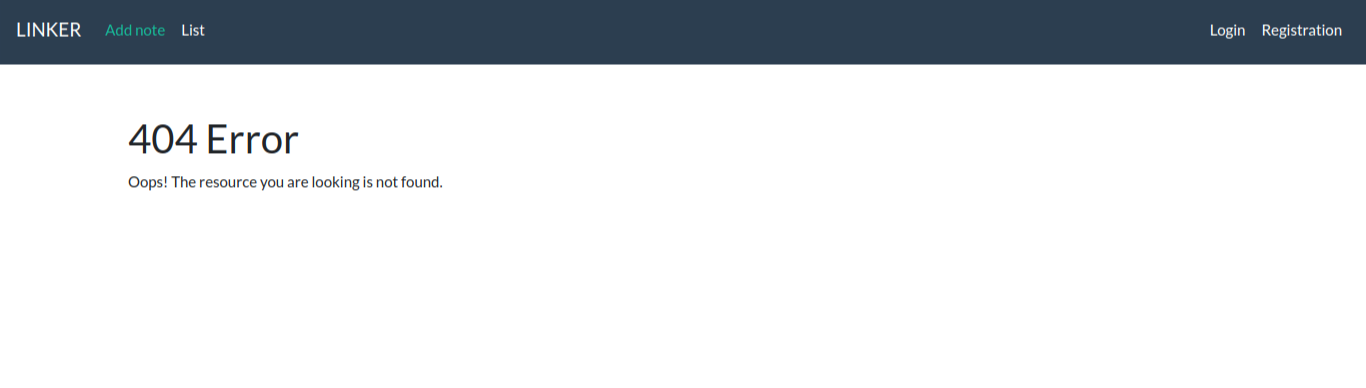 LINKER Add note List Login Registration
404 Error
Oops! The resource you are looking is not found.